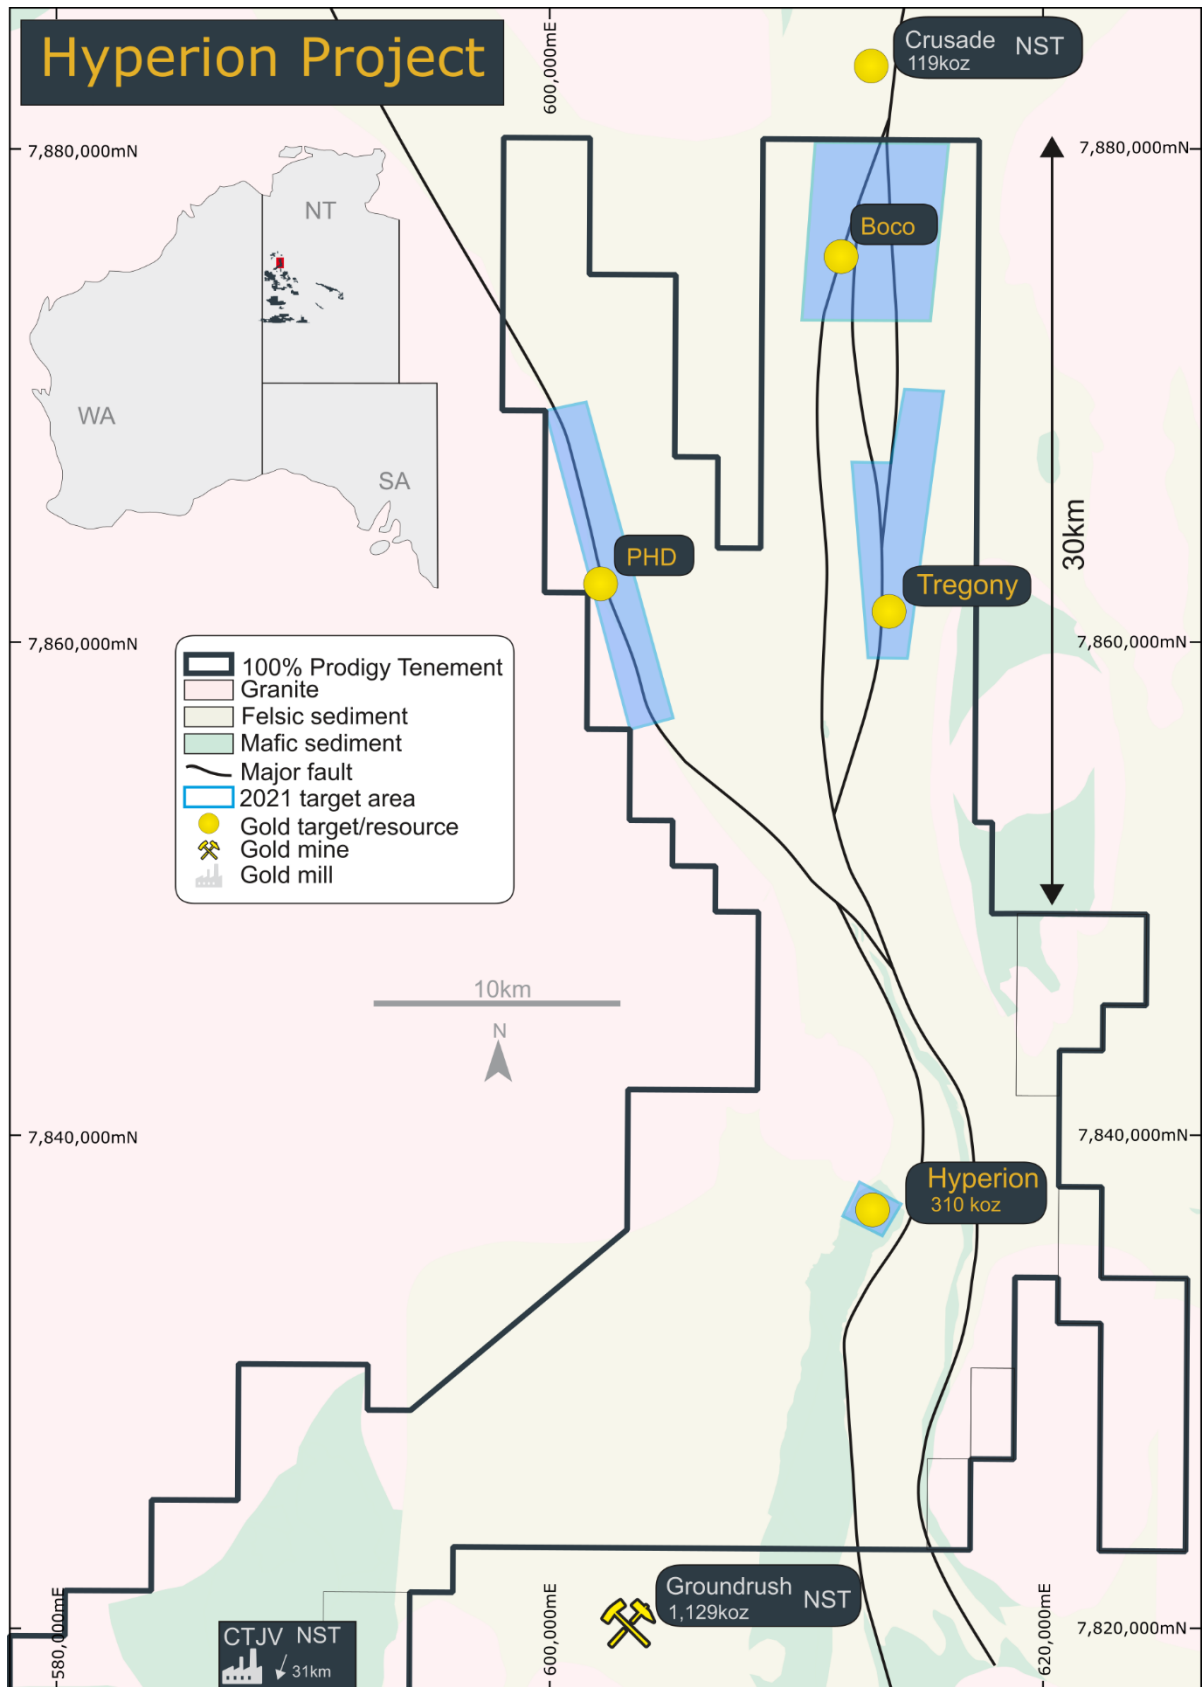 Hyperion Project
600,000mE
Crusade NST
119koz
7,880,000mN
7,880,000mN
NT
WA
SA
Boco
30km
PHD
Tregony
7,860,000mN
7,860,000mN
100% Prodigy Tenement
Granite
Felsic sediment
Mafic sediment
Major fault
2021 target area
Gold target/resource
Gold mine
Gold mill
10km
N
7,840,000mN
7,840,000mN
Hyperion
310 koz
Groundrush NST
1,129koz
580,000mE
600,000mE
620,000mE
7,820,000mN
CTJV NST
31km